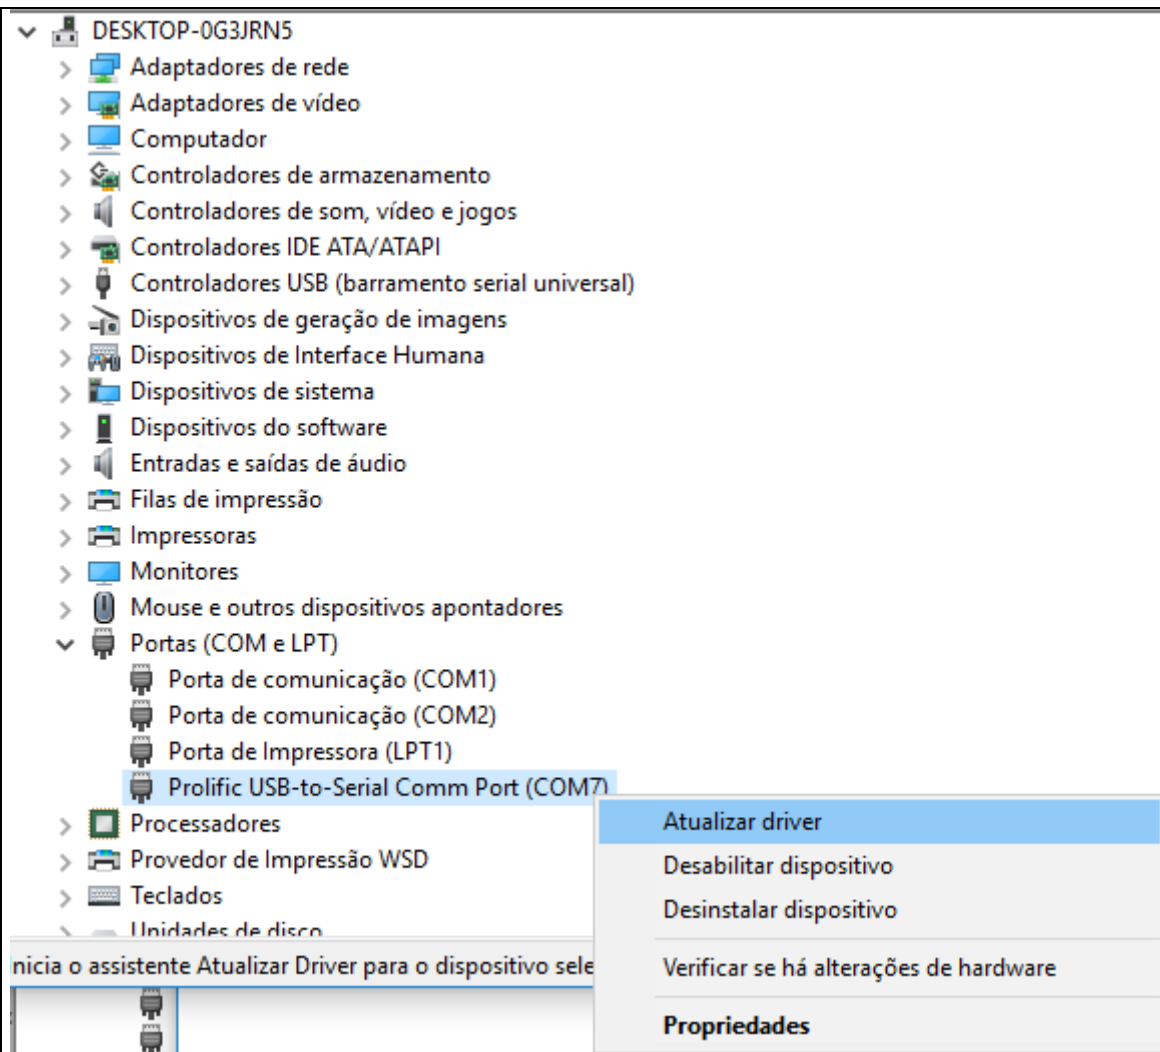 DESKTOP-0G3JRN5
Adaptadores de rede
Adaptadores de vídeo
Computador
Controladores de armazenamento
Controladores de som, vídeo e jogos
Controladores IDE ATA/ATAPI
Controladores USB (barramento serial universal)
Dispositivos de geração de imagens
Dispositivos de Interface Humana
Dispositivos de sistema
Dispositivos do software
Entradas e saídas de áudio
Filas de impressão
Impressoras
Monitores
Mouse e outros dispositivos apontadores
Portas (COM e LPT)
Porta de comunicação (COM1)
Porta de comunicação (COM2)
Porta de Impressora (LPT1)
Prolific USB-to-Serial Comm Port (COM7)
Processadores
Provedor de Impressão WSD
Teclados
Unidades de disco
nicia o assistente Atualizar Driver para o dispositivo sele
Atualizar driver
Desabilitar dispositivo
Desinstalar dispositivo
Verificar se há alterações de hardware
Propriedades